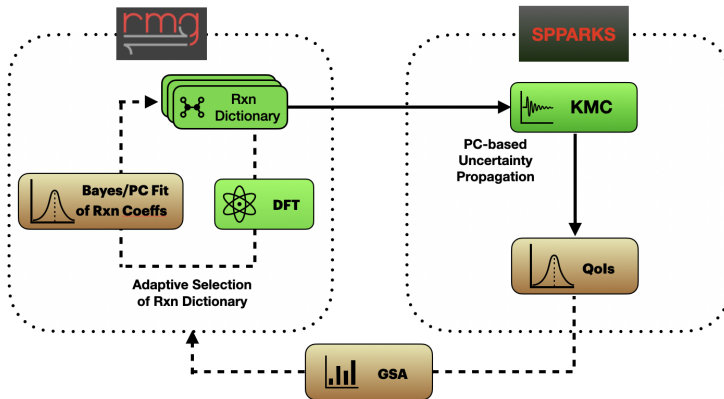 rmg
SPPARKS
Rxn
Dictionary
KMC
PC-based
Uncertainty
Propagation
Bayes/PC Fit
of Rxn Coeffs
DFT
QoIs
Adaptive Selection
of Rxn Dictionary
GSA